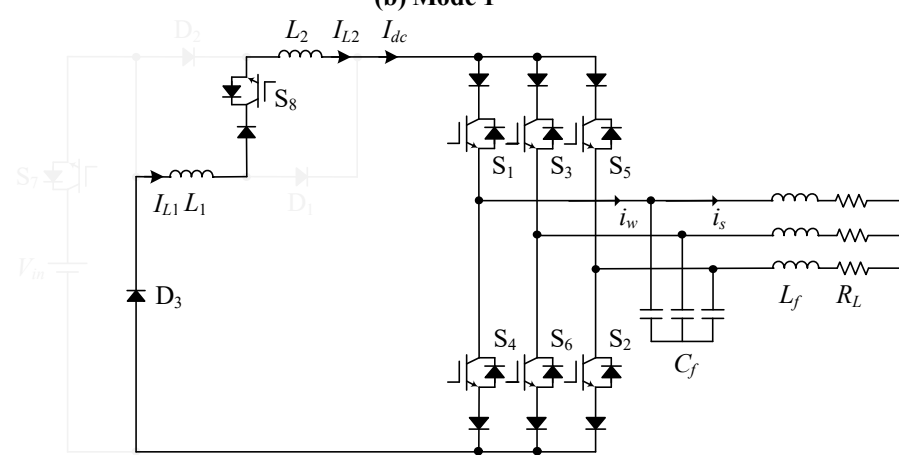 (b) Mode 1
D2
L2 IL2 Idc
S8
S7
S1 S3 S5
IL1 L1
D1
iw is
Vin
D3
Lf RL
S4 S6 S2
Cf